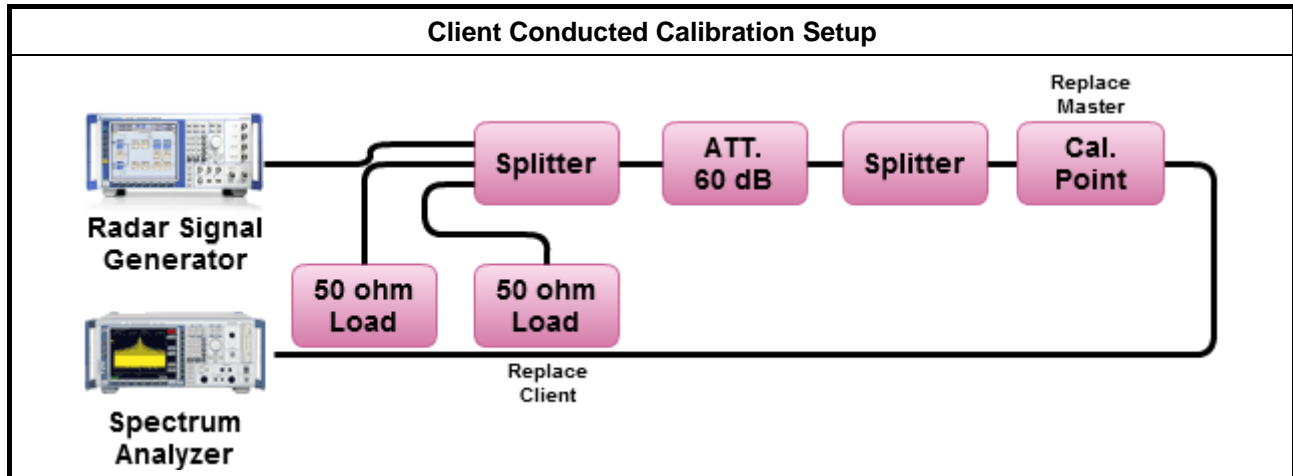 Client Conducted Calibration Setup
Replace
Master
Splitter
ATT.
60 dB
Splitter
Cal.
Point
Radar Signal
Generator
50 ohm
Load
50 ohm
Load
Replace
Client
Spectrum
Analyzer